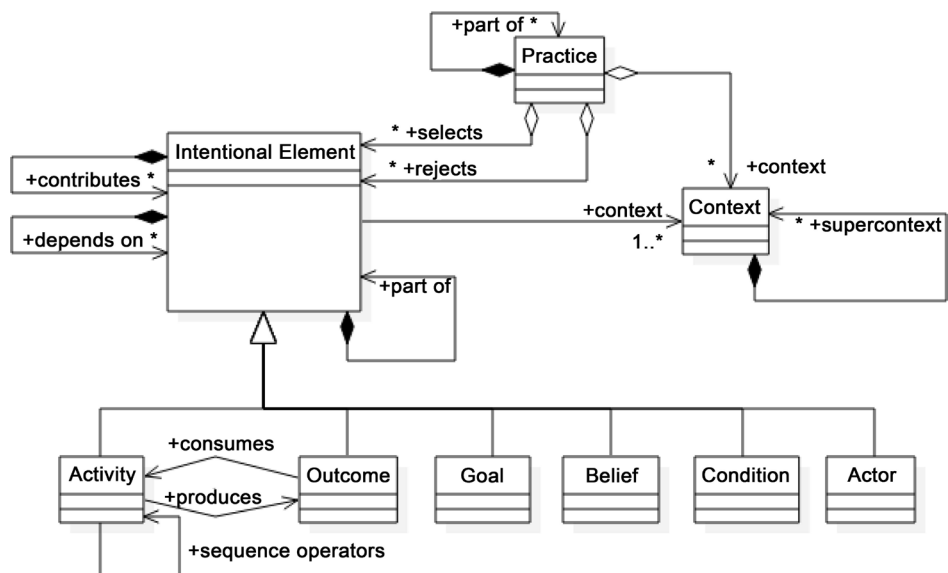 +part of *
Practice
* +selects
Intentional Element
* +rejects
+contributes *
* +context
+context
Context
1..*
* +supercontext
+depends on *
+part of
+consumes
Activity
Outcome
Goal
Belief
Condition
Actor
+produces
+sequence operators